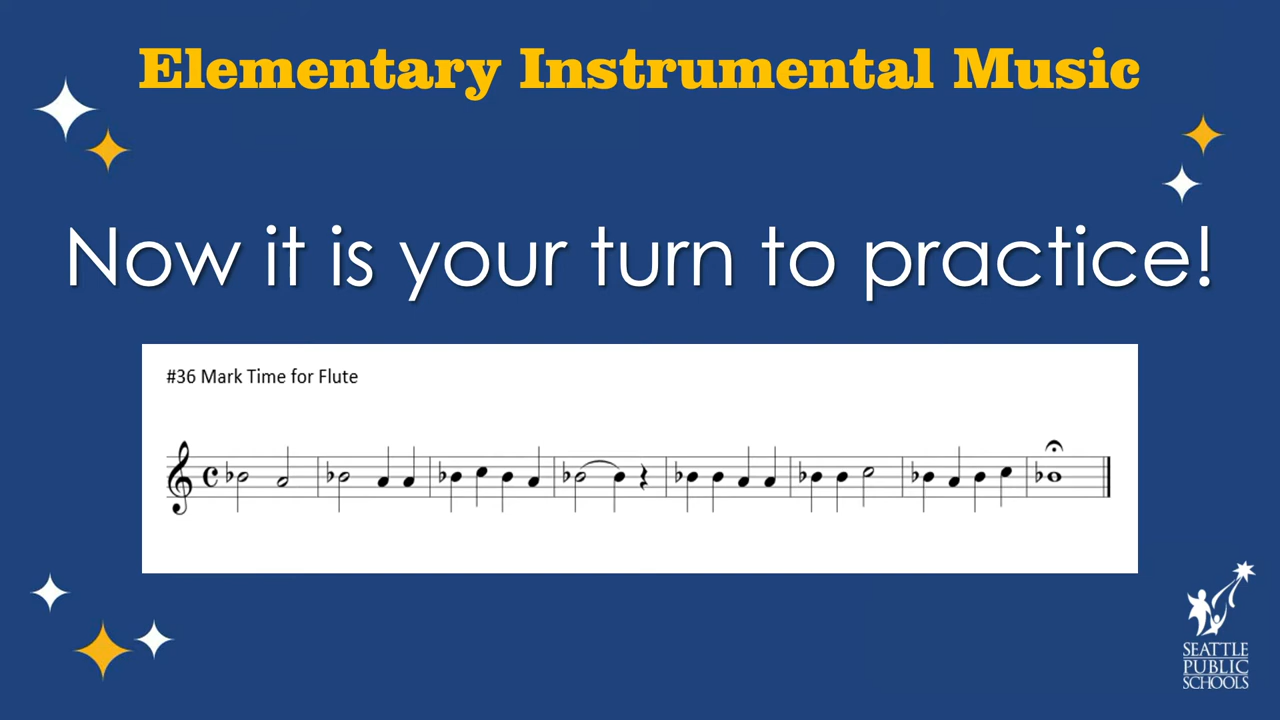 Elementary Instrumental Music
Now it is your turn to practice!
#36 Mark Time for Flute
SEATTLE
PUBLIC
SCHOOLS